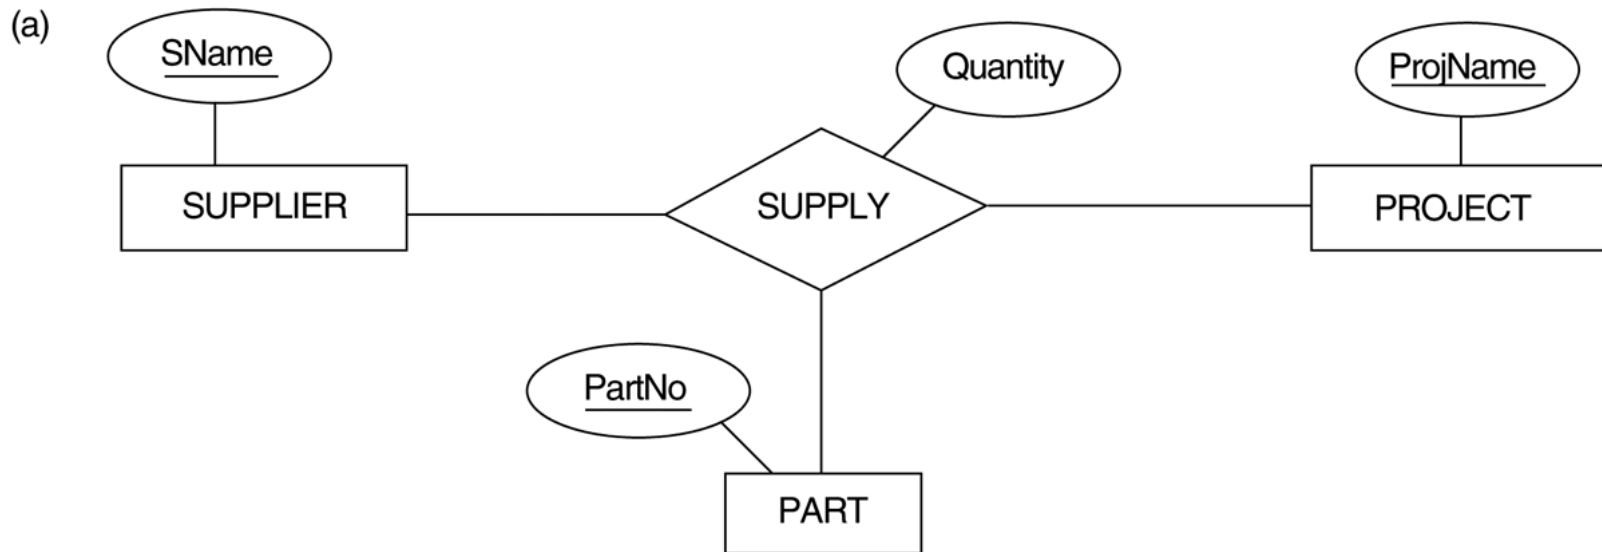 (a)
SName
Quantity
ProjName
SUPPLIER
SUPPLY
PROJECT
PartNo
PART